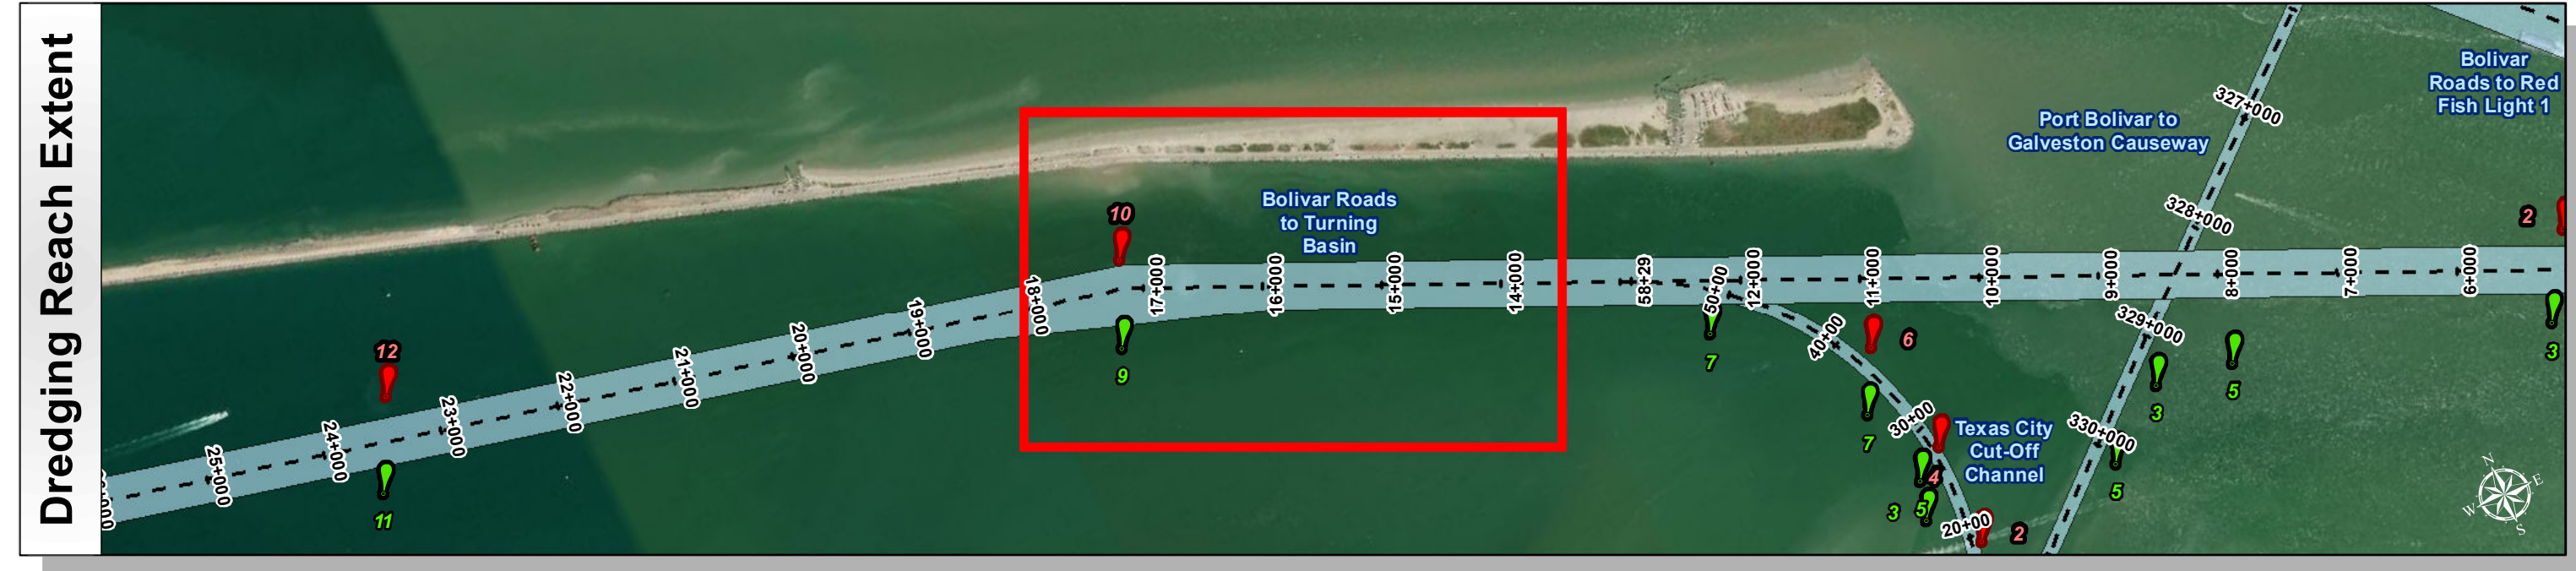 Dredging Reach Extent
Bolivar
Roads to Red
Fish Light 1
327+000
Port Bolivar to
Galveston Causeway
328+000
2
10
Bolivar Roads
to Turning
Basin
18+000
17+000
16+000
15+000
14+000
58+29
50+00
12+000
11+000
10+000
9+000
8+000
7+000
6+000
19+000
20+000
21+000
22+000
23+000
24+000
25+000
12
11
9
7
40+00
6
329+000
3
5
3
7
30+00
Texas City
Cut-Off
Channel
330+000
5
4
3
5
20+00
2
N
E
S
W